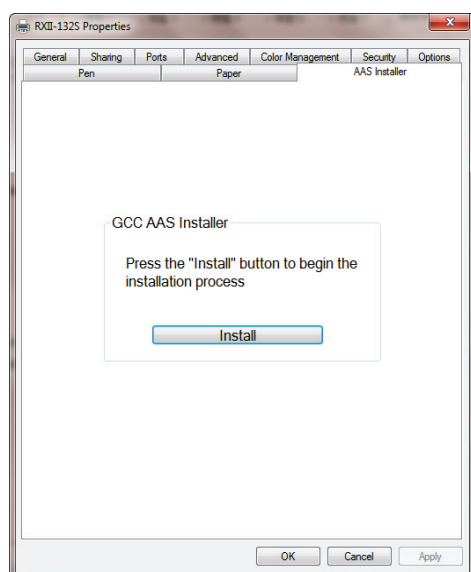 RXII-132S Properties
General Sharing Ports Advanced Color Management Security Options
Pen Paper AAS Installer
GCC AAS Installer
Press the "Install" button to begin the
installation process
Install
OK Cancel Apply